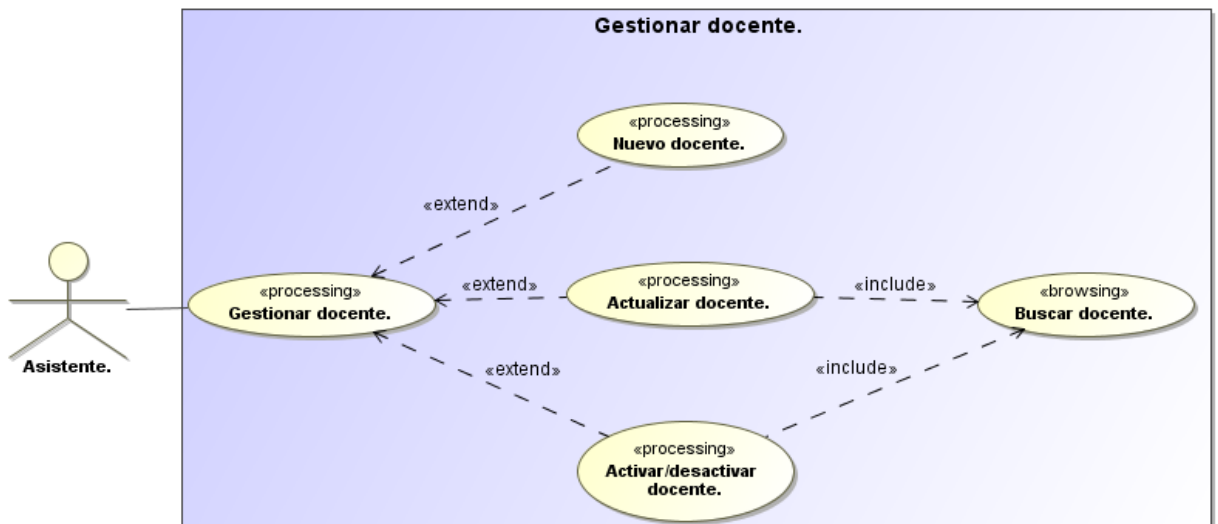 Gestionar docente.
«processing»
Nuevo docente.
«extend»
«processing»
Gestionar docente.
«extend»
«processing»
Actualizar docente.
«include»
«browsing»
Buscar docente.
Asistente.
«extend»
«include»
«processing»
Activar/desactivar
docente.